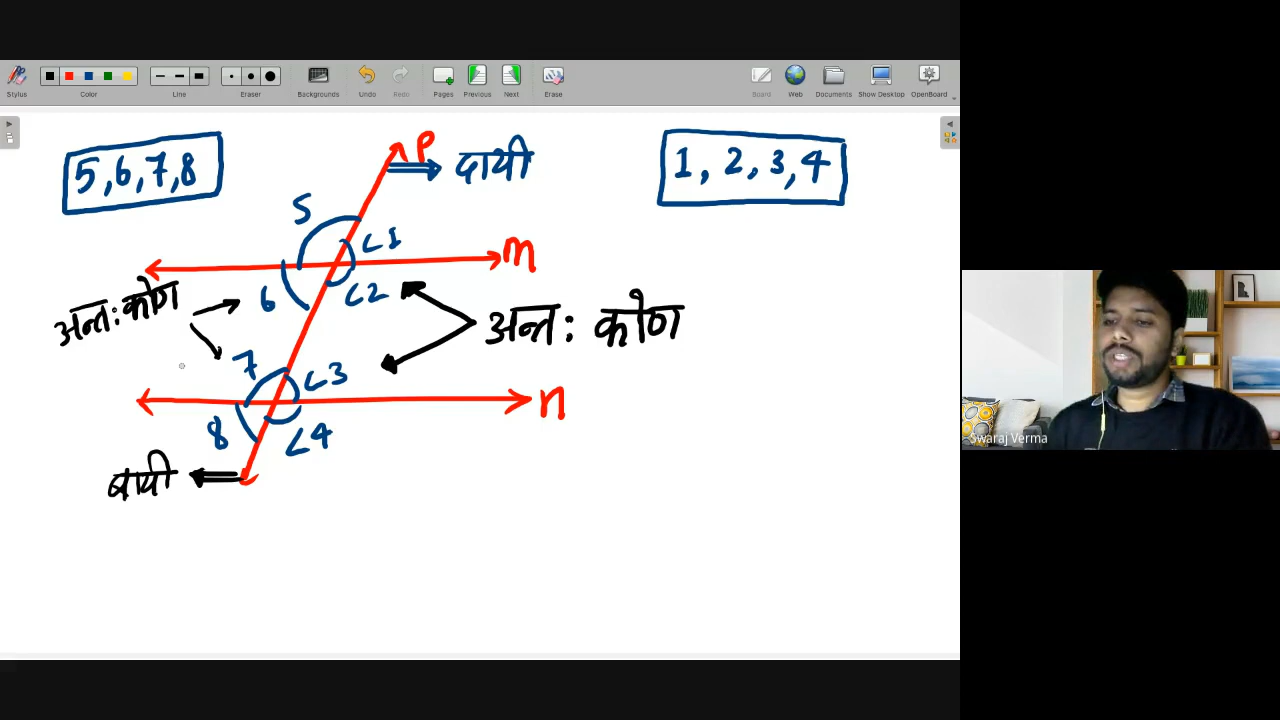 Stylus
Color
Line
Eraser
Backgrounds
Undo
Redo
Pages
Previous
Next
Erase
Board
Web
Documents
Show Desktop
OpenBoard
5, 6, 7, 8
P
दायी
1, 2, 3, 4
5
∠1
m
6
∠2
अन्त: कोण
अन्त: कोण
7
∠3
n
8
∠4
बायी
Swaraj Verma